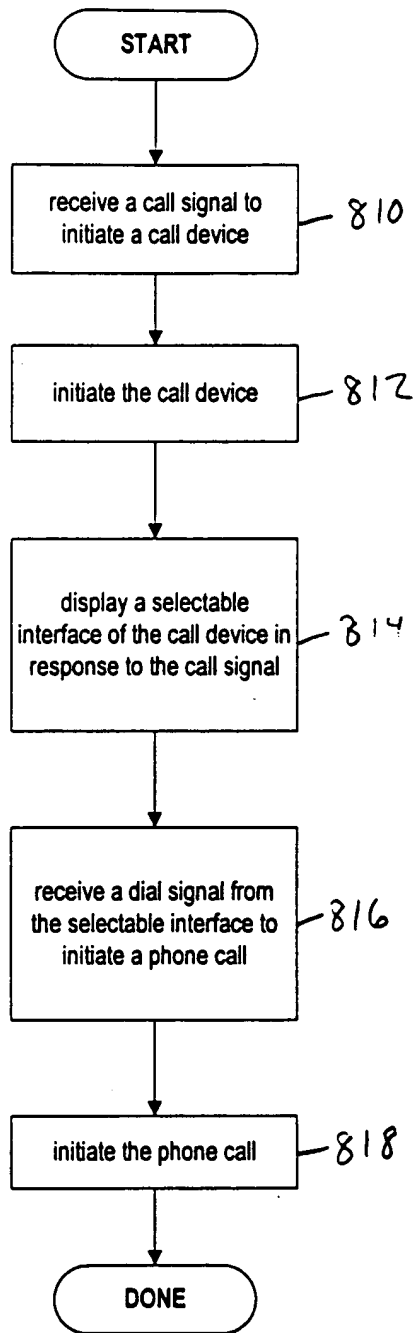 START
receive a call signal to
initiate a call device
810
initiate the call device
812
display a selectable
interface of the call device in
response to the call signal
814
receive a dial signal from
the selectable interface to
initiate a phone call
816
initiate the phone call
818
DONE